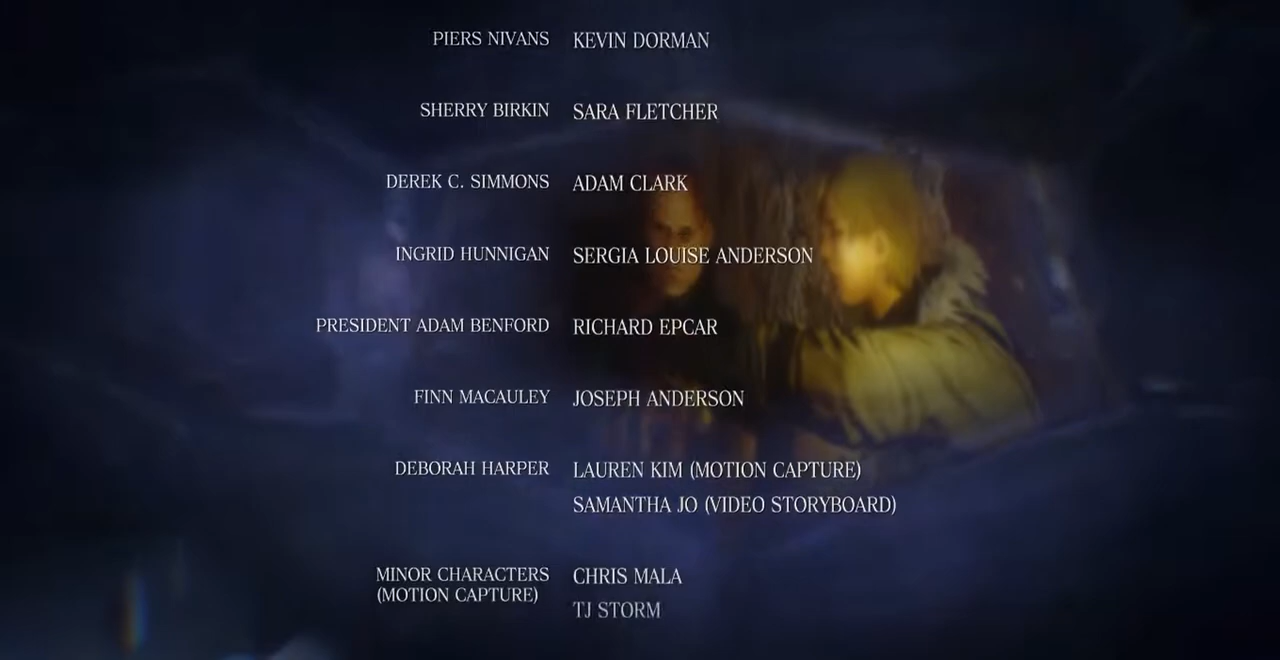 PIERS NIVANS KEVIN DORMAN
SHERRY BIRKIN SARA FLETCHER
DEREK C. SIMMONS ADAM CLARK
INGRID HUNNIGAN SERGIA LOUISE ANDERSON
PRESIDENT ADAM BENFORD RICHARD EPCAR
FINN MACAULEY JOSEPH ANDERSON
DEBORAH HARPER LAUREN KIM (MOTION CAPTURE)
SAMANTHA JO (VIDEO STORYBOARD)
MINOR CHARACTERS CHRIS MALA
(MOTION CAPTURE) TJ STORM